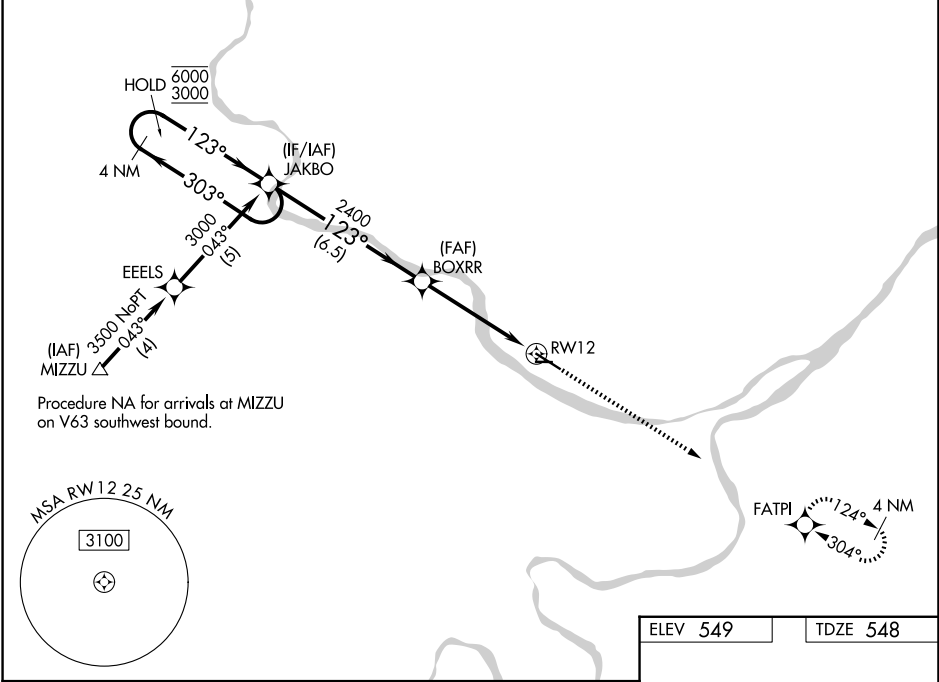 HOLD 6000
3000
123°
4 NM
303°
(IF/IAF)
JAKBO
2400
123°
(6.5)
(FAF)
BOXRR
3000
043°
(5)
EEELS
3500 NoPT
043°
(4)
(IAF)
MIZZU
RW12
Procedure NA for arrivals at MIZZU
on V63 southwest bound.
MSA RW12 25 NM
3100
FATPI
124°
4 NM
304°
ELEV 549
TDZE 548